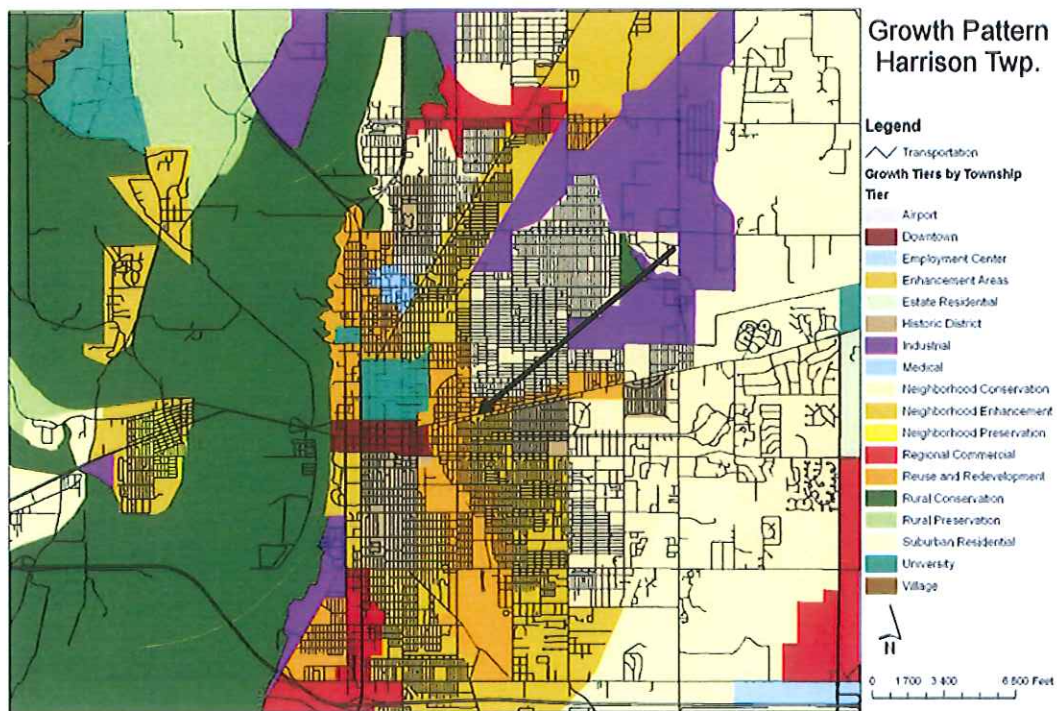 Growth Pattern
Harrison Twp.
Legend
Transportation
Growth Tiers by Township
Tier
Airport
Downtown
Employment Center
Enhancement Areas
Estate Residential
Historic District
Industrial
Medical
Neighborhood Conservation
Neighborhood Enhancement
Neighborhood Preservation
Regional Commercial
Reuse and Redevelopment
Rural Conservation
Rural Preservation
Suburban Residential
University
Village
N
0 1 700 3 400 6 800 Feet